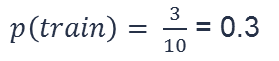 p(train) = 3/10 = 0.3